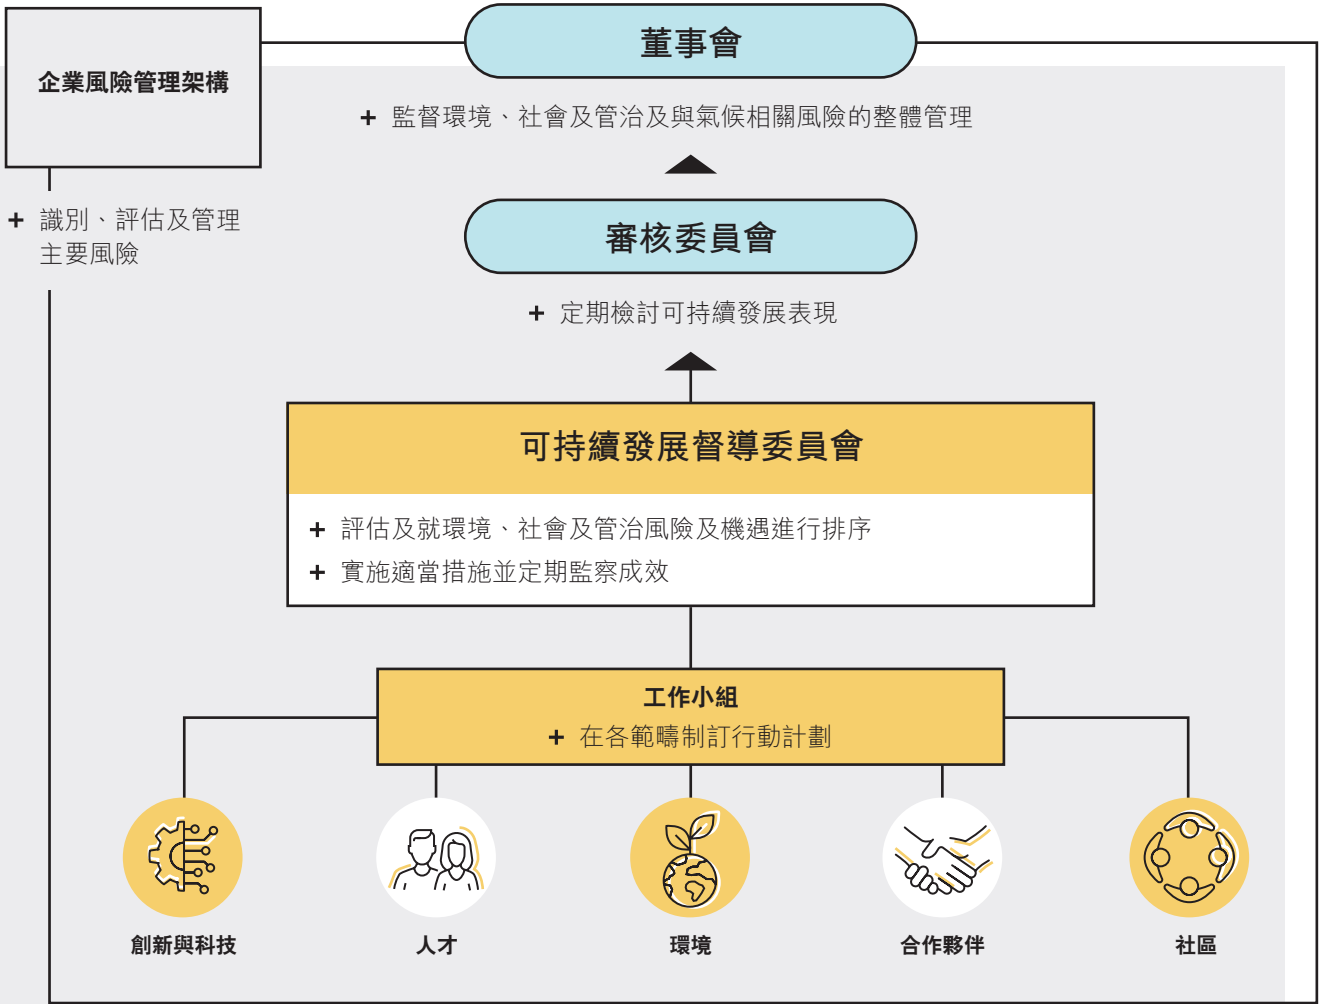 董事會
企業風險管理架構
+ 監督環境、社會及管治及與氣候相關風險的整體管理
+ 識別、評估及管理
主要風險
審核委員會
+ 定期檢討可持續發展表現
可持續發展督導委員會
+ 評估及就環境、社會及管治風險及機遇進行排序
+ 實施適當措施並定期監察成效
工作小組
+ 在各範疇制訂行動計劃
創新與科技
人才
環境
合作夥伴
社區